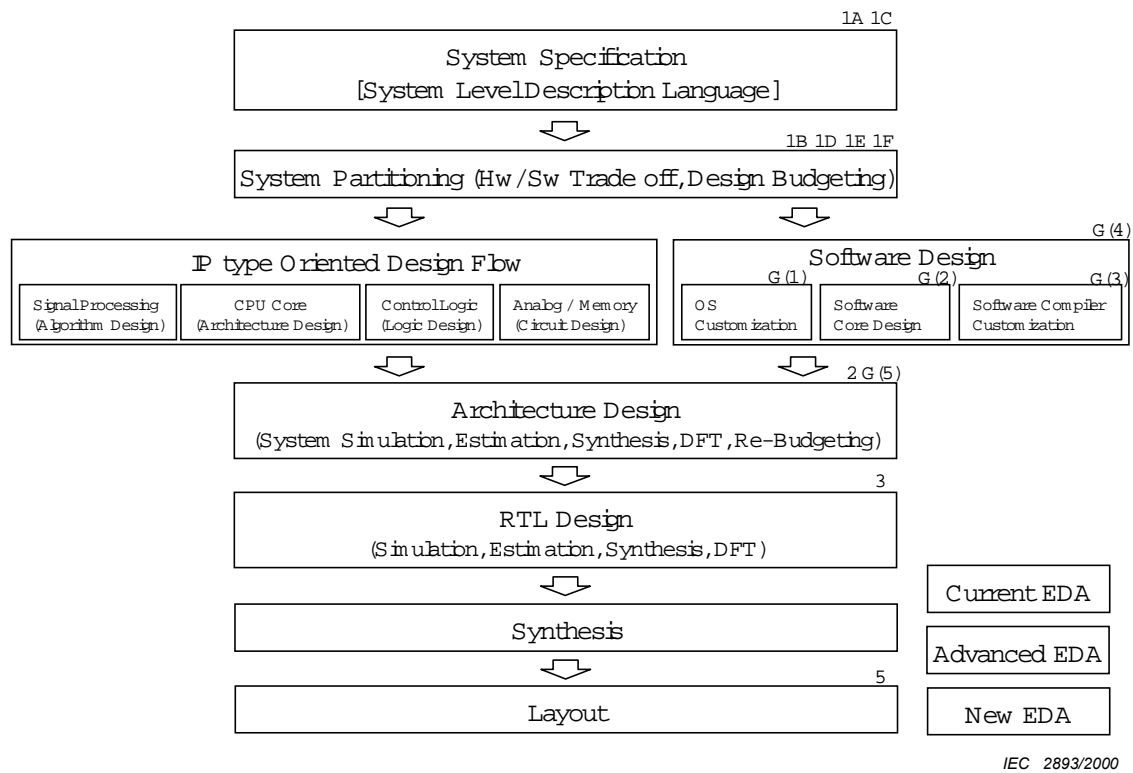 1A 1C
System Specification
[System Level Description Language]
1B 1D 1E 1F
System Partitioning (Hw/Sw Trade off, Design Budgeting)
IP type Oriented Design Flow
Signal Processing
(Algorithm Design)
CPU Core
(Architecture Design)
Control Logic
(Logic Design)
Analog / Memory
(Circuit Design)
G(4)
Software Design
G(1)
OS
Customization
G(2)
Software
Core Design
G(3)
Software Compiler
Customization
2 G(5)
Architecture Design
(System Simulation, Estimation, Synthesis, DFT, Re-Budgeting)
3
RTL Design
(Simulation, Estimation, Synthesis, DFT)
Synthesis
5
Layout
Current EDA
Advanced EDA
New EDA
IEC 2893/2000